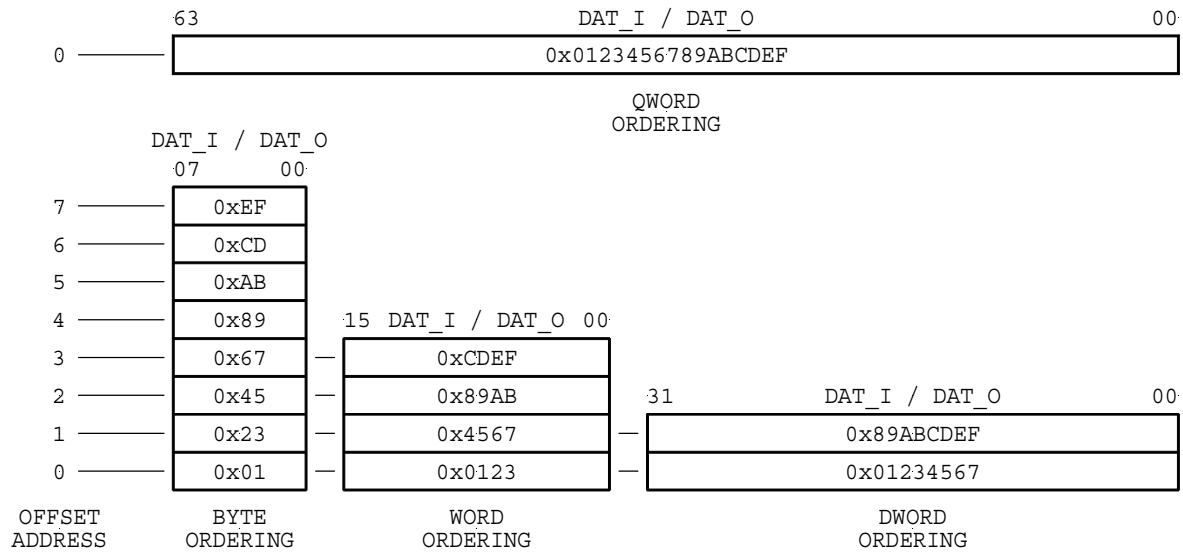 63 DAT_I / DAT_O 00
0 0x0123456789ABCDEF
QWORD
ORDERING
DAT_I / DAT_O
07 00
7 0xEF
6 0xCD
5 0xAB
4 0x89 15 DAT_I / DAT_O 00
3 0x67 0xCDEF
2 0x45 0x89AB 31 DAT_I / DAT_O 00
1 0x23 0x4567 0x89ABCDEF
0 0x01 0x0123 0x01234567
OFFSET BYTE WORD DWORD
ADDRESS ORDERING ORDERING ORDERING